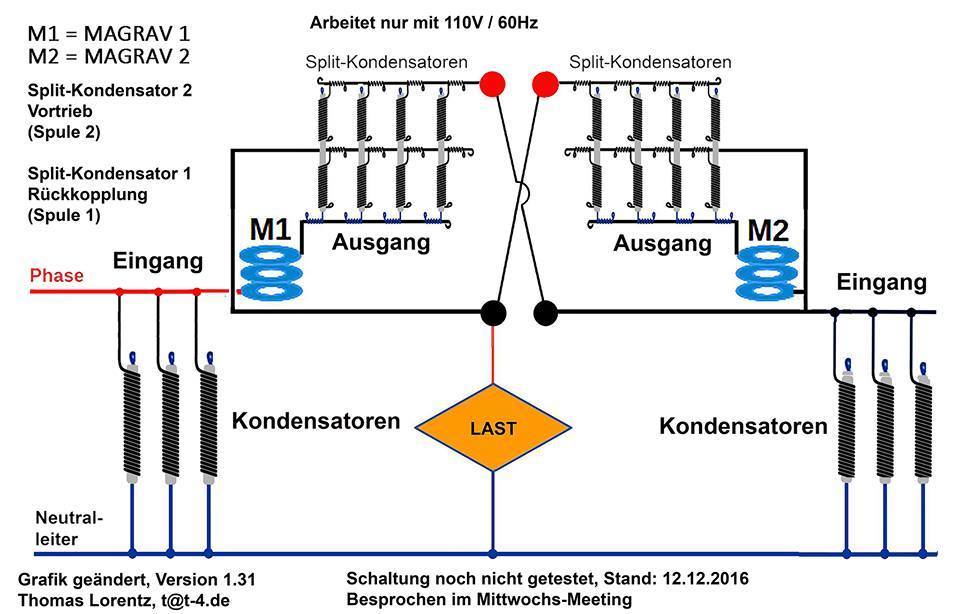 Arbeitet nur mit 110V / 60Hz
M1 = MAGRAV 1
M2 = MAGRAV 2
Split-Kondensatoren
Split-Kondensatoren
Split-Kondensator 2
Vortrieb
(Spule 2)
Split-Kondensator 1
Rückkopplung
(Spule 1)
M1
Ausgang
Ausgang
M2
Eingang
Phase
Eingang
Kondensatoren
LAST
Kondensatoren
Neutral-
leiter
Grafik geändert, Version 1.31
Thomas Lorentz, t@t-4.de
Schaltung noch nicht getestet, Stand: 12.12.2016
Besprochen im Mittwochs-Meeting